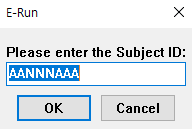 E-Run
Please enter the Subject ID:
AANNNAAA
OK
Cancel